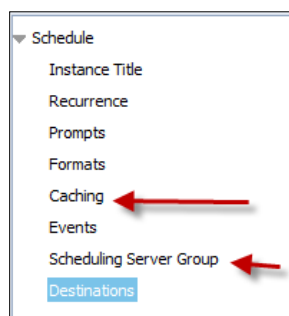 Schedule
Instance Title
Recurrence
Prompts
Formats
Caching
Events
Scheduling Server Group
Destinations